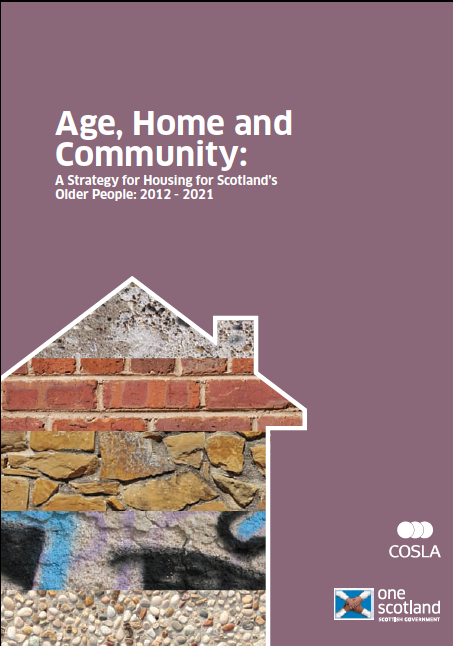 Age, Home and
Community:
A Strategy for Housing for Scotland's
Older People: 2012 - 2021
COSLA
one
scotland
SCOTTISH GOVERNMENT